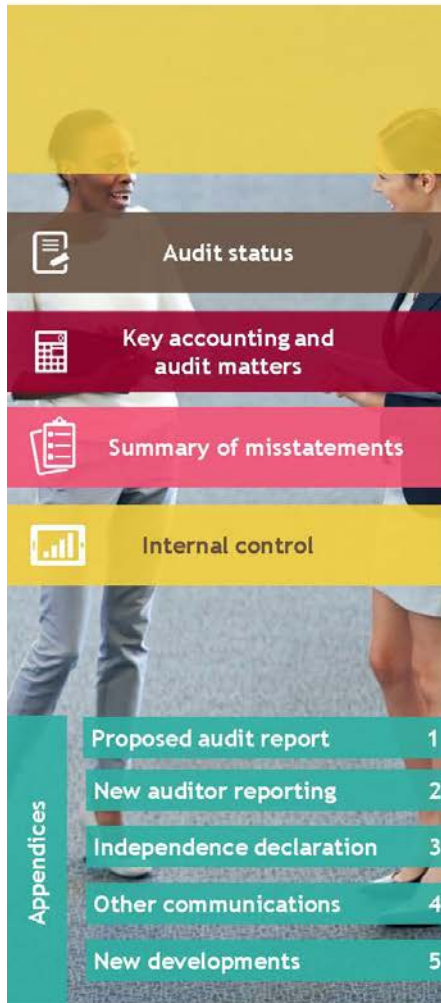 Audit status
Key accounting and
audit matters
Summary of misstatements
Internal control
Appendices
Proposed audit report 1
New auditor reporting 2
Independence declaration 3
Other communications 4
New developments 5